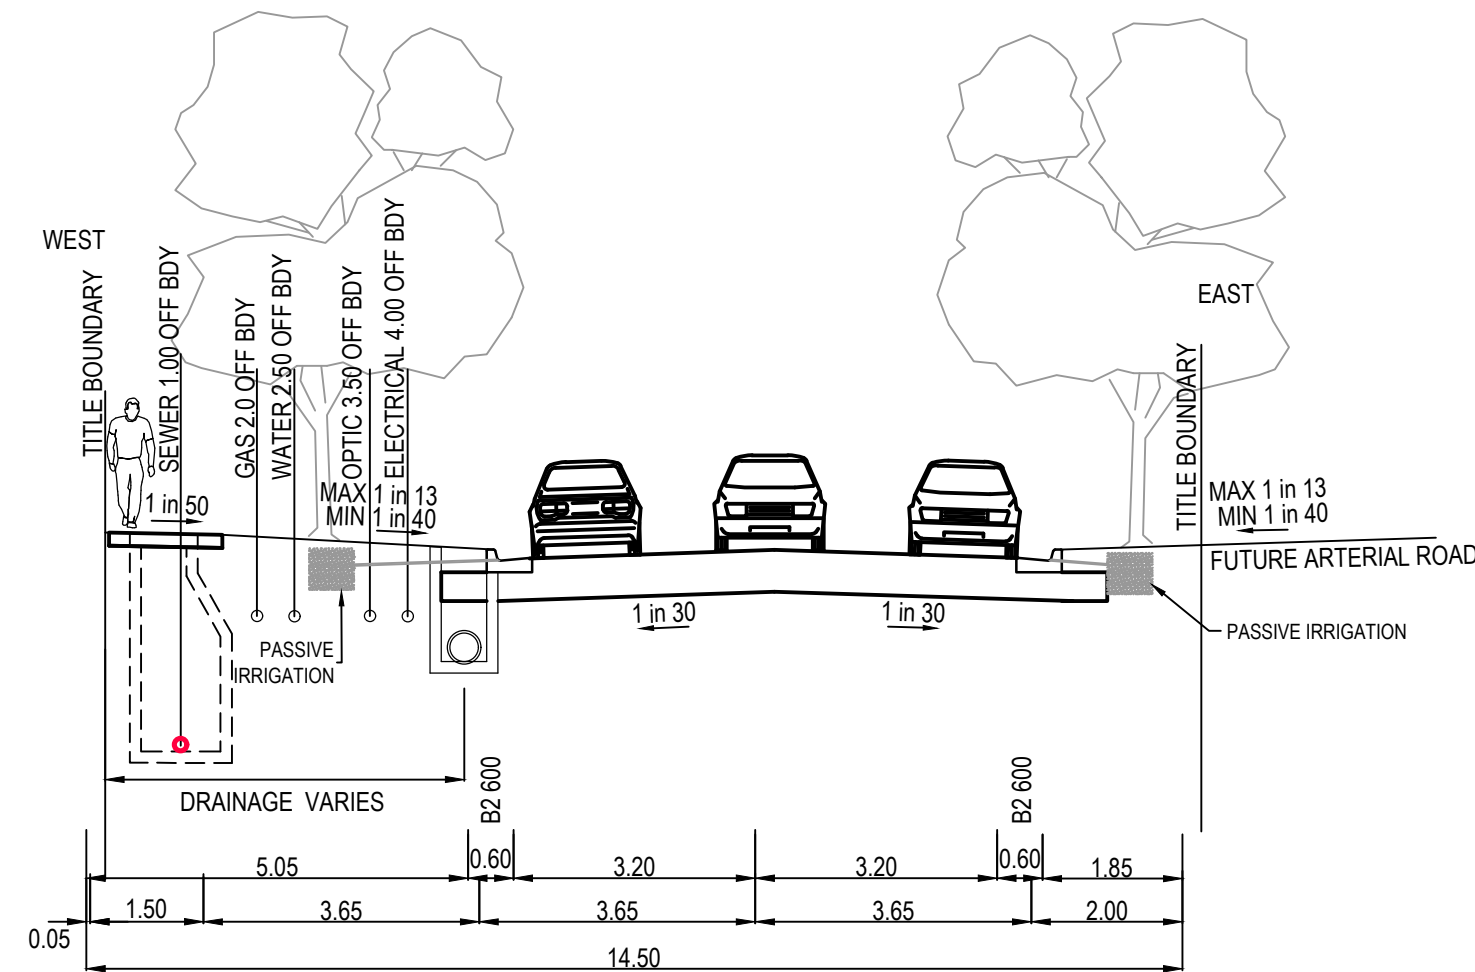 WEST
EAST
TITLE BOUNDARY
SEWER 1.00 OFF BDY
GAS 2.0 OFF BDY
WATER 2.50 OFF BDY
OPTIC 3.50 OFF BDY
ELECTRICAL 4.00 OFF BDY
TITLE BOUNDARY
1 in 50
MAX 1 in 13
MIN 1 in 40
MAX 1 in 13
MIN 1 in 40
FUTURE ARTERIAL ROAD
1 in 30
1 in 30
PASSIVE
IRRIGATION
PASSIVE IRRIGATION
DRAINAGE VARIES
B2 600
B2 600
5.05
0.60
3.20
3.20
0.60
1.85
0.05
1.50
3.65
3.65
3.65
2.00
14.50